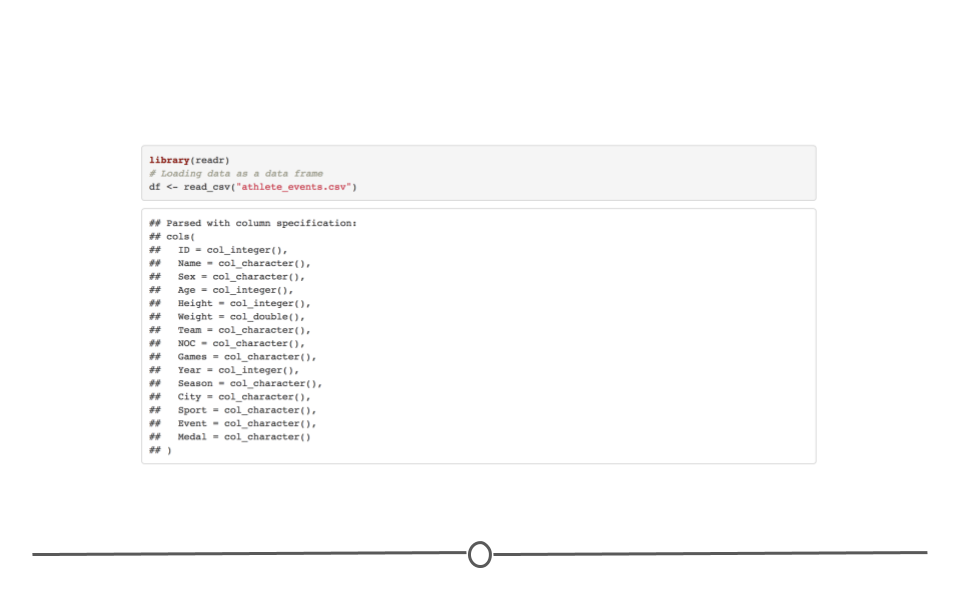 library(readr)
# Loading data as a data frame
df <- read_csv("athlete_events.csv")
## Parsed with column specification:
## cols(
##   ID = col_integer(),
##   Name = col_character(),
##   Sex = col_character(),
##   Age = col_integer(),
##   Height = col_integer(),
##   Weight = col_double(),
##   Team = col_character(),
##   NOC = col_character(),
##   Games = col_character(),
##   Year = col_integer(),
##   Season = col_character(),
##   City = col_character(),
##   Sport = col_character(),
##   Event = col_character(),
##   Medal = col_character()
## )